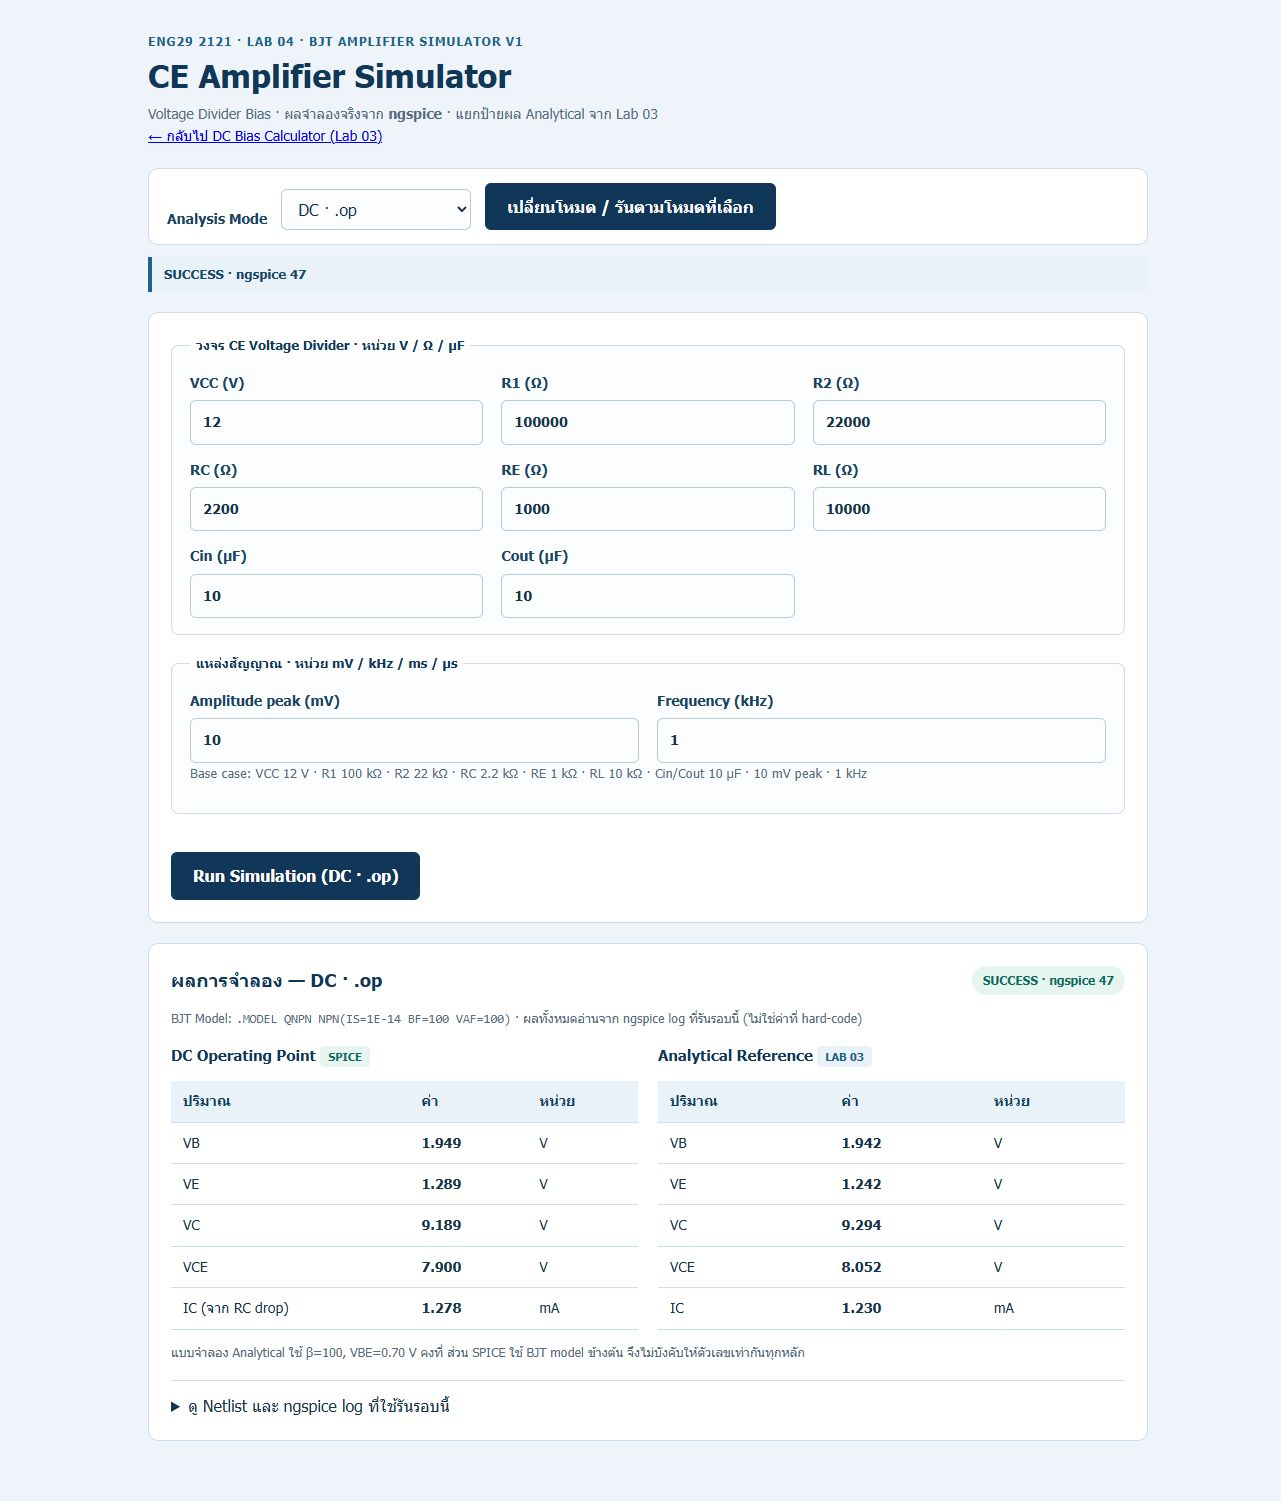 ENG29 2121 · LAB 04 · BJT AMPLIFIER SIMULATOR V1
CE Amplifier Simulator
Voltage Divider Bias · ผลจำลองจริงจาก ngspice · แยกป้ายผล Analytical จาก Lab 03
← กลับไป DC Bias Calculator (Lab 03)
Analysis Mode DC · .op เปลี่ยนโหมด / รันตามโหมดที่เลือก
SUCCESS · ngspice 47
วงจร CE Voltage Divider · หน่วย V / Ω / µF
VCC (V) R1 (Ω) R2 (Ω)
12 100000 22000
RC (Ω) RE (Ω) RL (Ω)
2200 1000 10000
Cin (µF) Cout (µF)
10 10
แหล่งสัญญาณ · หน่วย mV / kHz / ms / µs
Amplitude peak (mV) Frequency (kHz)
10 1
Base case: VCC 12 V · R1 100 kΩ · R2 22 kΩ · RC 2.2 kΩ · RE 1 kΩ · RL 10 kΩ · Cin/Cout 10 µF · 10 mV peak · 1 kHz
Run Simulation (DC · .op)
ผลการจำลอง — DC · .op SUCCESS · ngspice 47
BJT Model: .MODEL QNPN NPN(IS=1E-14 BF=100 VAF=100) · ผลทั้งหมดอ่านจาก ngspice log ที่รันรอบนี้ (ไม่ใช่ค่าที่ hard-code)
DC Operating Point SPICE Analytical Reference LAB 03
ปริมาณ ค่า หน่วย ปริมาณ ค่า หน่วย
VB 1.949 V VB 1.942 V
VE 1.289 V VE 1.242 V
VC 9.189 V VC 9.294 V
VCE 7.900 V VCE 8.052 V
IC (จาก RC drop) 1.278 mA IC 1.230 mA
แบบจำลอง Analytical ใช้ β=100, VBE=0.70 V คงที่ ส่วน SPICE ใช้ BJT model ข้างต้น จึงไม่บังคับให้ตัวเลขเท่ากันทุกหลัก
▶ ดู Netlist และ ngspice log ที่ใช้รันรอบนี้